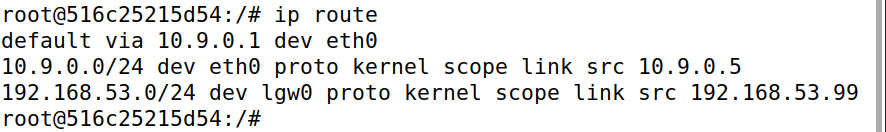 root@516c25215d54:/# ip route
default via 10.9.0.1 dev eth0
10.9.0.0/24 dev eth0 proto kernel scope link src 10.9.0.5
192.168.53.0/24 dev lgw0 proto kernel scope link src 192.168.53.99
root@516c25215d54:/#